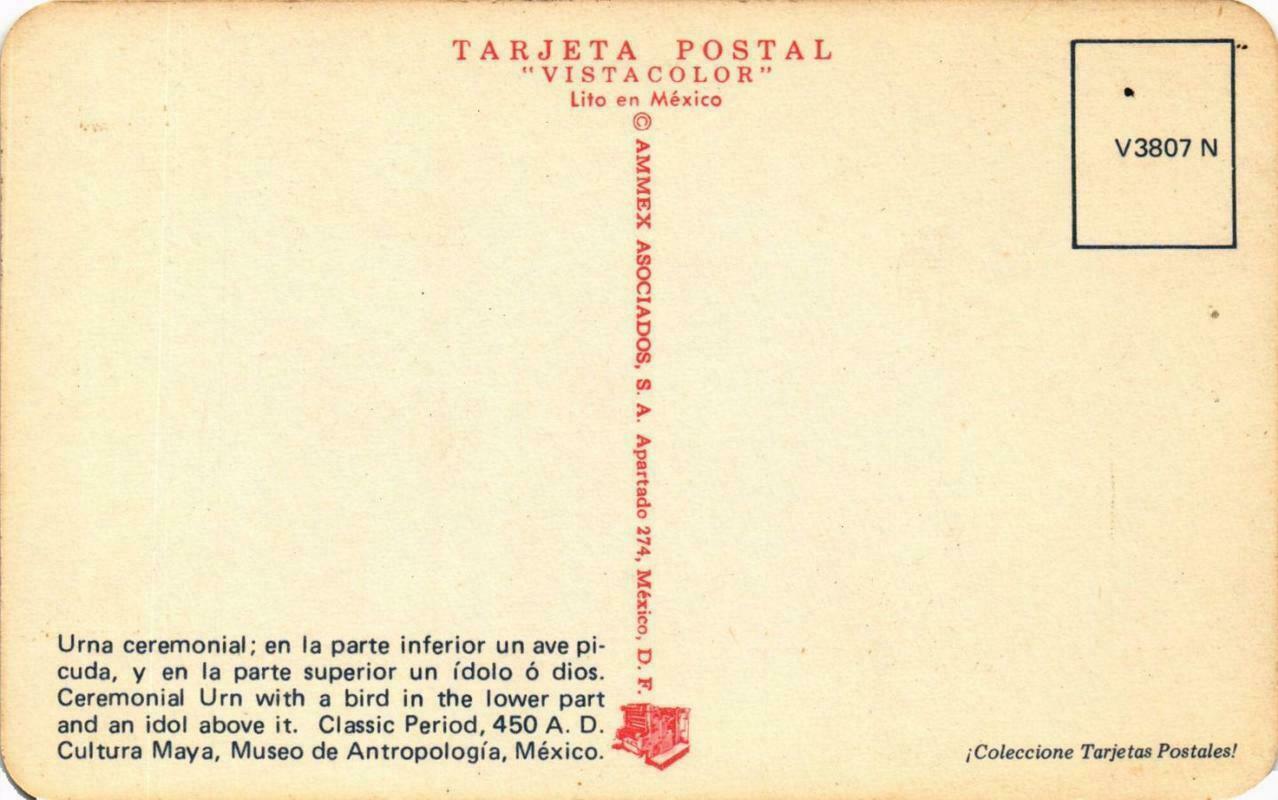 TARJETA POSTAL
"VISTACOLOR"
Lito en México
© AMMEX ASOCIADOS, S. A. Apartado 274, México, D. F.
V3807 N
Urna ceremonial; en la parte inferior un ave pi-
cuda, y en la parte superior un ídolo ó dios.
Ceremonial Urn with a bird in the lower part
and an idol above it. Classic Period, 450 A. D.
Cultura Maya, Museo de Antropología, México.
¡Coleccione Tarjetas Postales!